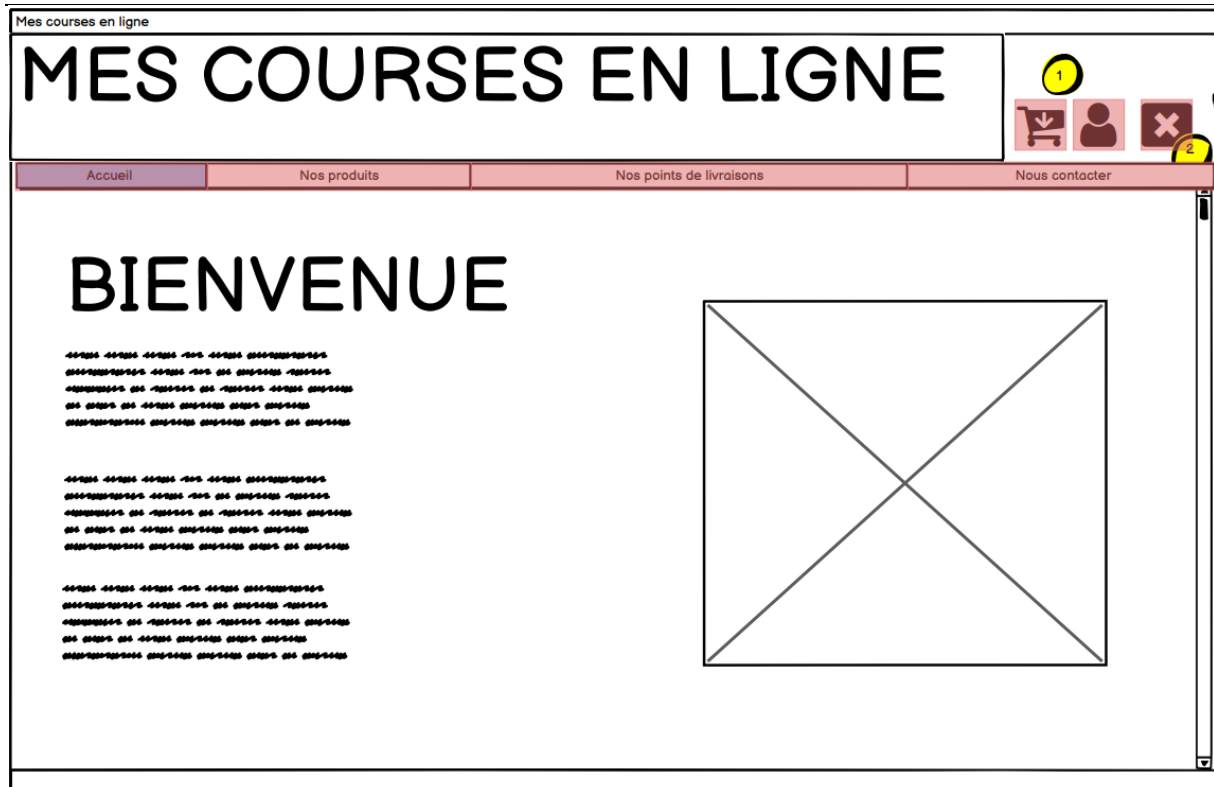 Mes courses en ligne
MES COURSES EN LIGNE
1
2
Accueil
Nos produits
Nos points de livraisons
Nous contacter
BIENVENUE